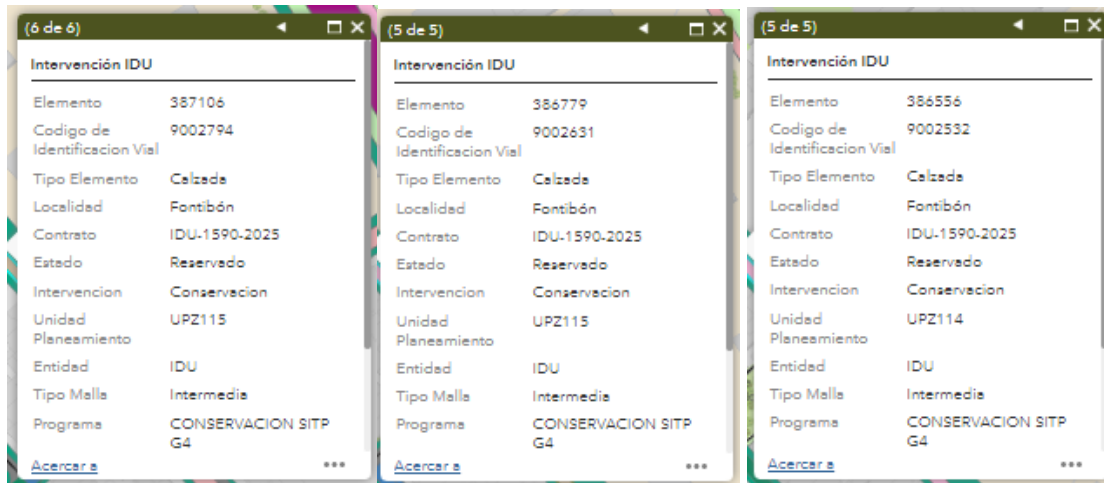 (6 de 6)
Intervención IDU
Elemento 387106
Codigo de 9002794
Identificacion Vial
Tipo Elemento Calzada
Localidad Fontibón
Contrato IDU-1590-2025
Estado Reservado
Intervencion Conservacion
Unidad UPZ115
Planeamiento
Entidad IDU
Tipo Malla Intermedia
Programa CONSERVACION SITP
G4
Acercar a
(5 de 5)
Intervención IDU
Elemento 386779
Codigo de 9002631
Identificacion Vial
Tipo Elemento Calzada
Localidad Fontibón
Contrato IDU-1590-2025
Estado Reservado
Intervencion Conservacion
Unidad UPZ115
Planeamiento
Entidad IDU
Tipo Malla Intermedia
Programa CONSERVACION SITP
G4
Acercar a
(5 de 5)
Intervención IDU
Elemento 386556
Codigo de 9002532
Identificacion Vial
Tipo Elemento Calzada
Localidad Fontibón
Contrato IDU-1590-2025
Estado Reservado
Intervencion Conservacion
Unidad UPZ114
Planeamiento
Entidad IDU
Tipo Malla Intermedia
Programa CONSERVACION SITP
G4
Acercar a